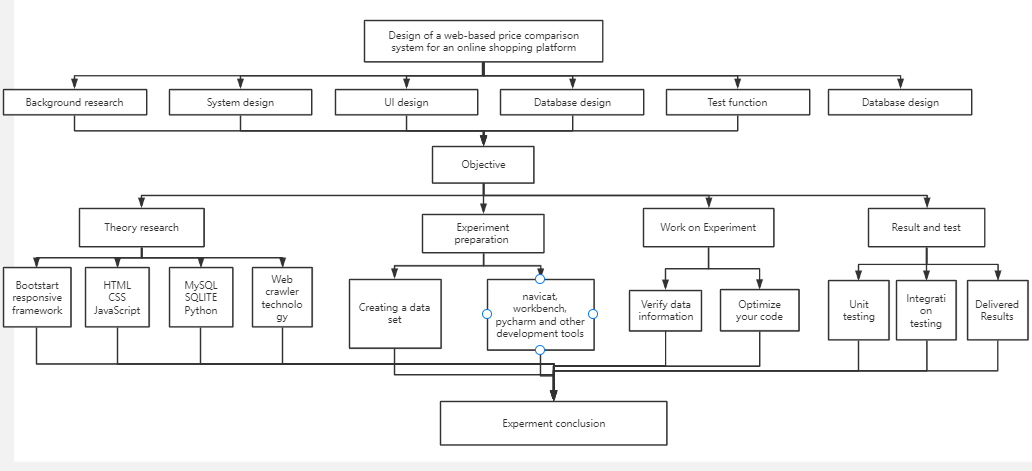 Design of a web-based price comparison
system for an online shopping platform
Background research
System design
UI design
Database design
Test function
Database design
Objective
Theory research
Experiment
preparation
Work on Experiment
Result and test
Bootstart
responsive
framework
HTML
CSS
JavaScript
MySQL
SQLITE
Python
Web
crawler
technolo
gy
Creating a data
set
navicat,
workbench,
pycharm and other
development tools
Verify data
information
Optimize
your code
Unit
testing
Integrati
on
testing
Delivered
Results
Experment conclusion